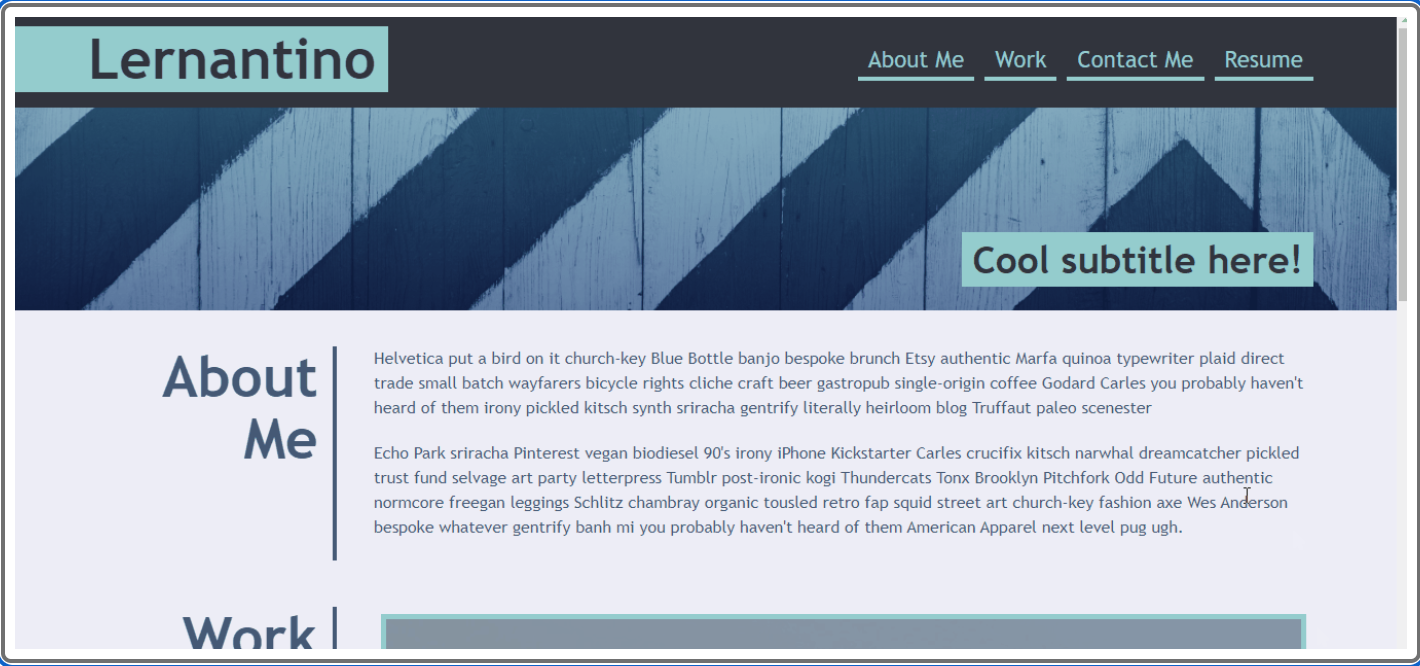 Lernantino
About Me Work Contact Me Resume
Cool subtitle here!
About
Me
Helvetica put a bird on it church-key Blue Bottle banjo bespoke brunch Etsy authentic Marfa quinoa typewriter plaid direct
trade small batch wayfarers bicycle rights cliche craft beer gastropub single-origin coffee Godard Carles you probably haven't
heard of them irony pickled kitsch synth sriracha gentrify literally heirloom blog Truffaut paleo scenester
Echo Park sriracha Pinterest vegan biodiesel 90's irony iPhone Kickstarter Carles crucifix kitsch narwhal dreamcatcher pickled
trust fund selvage art party letterpress Tumblr post-ironic kogi Thundercats Tonx Brooklyn Pitchfork Odd Future authentic
normcore freegan leggings Schlitz chambray organic tousled retro fap squid street art church-key fashion axe Wes Anderson
bespoke whatever gentrify banh mi you probably haven't heard of them American Apparel next level pug ugh.
Work